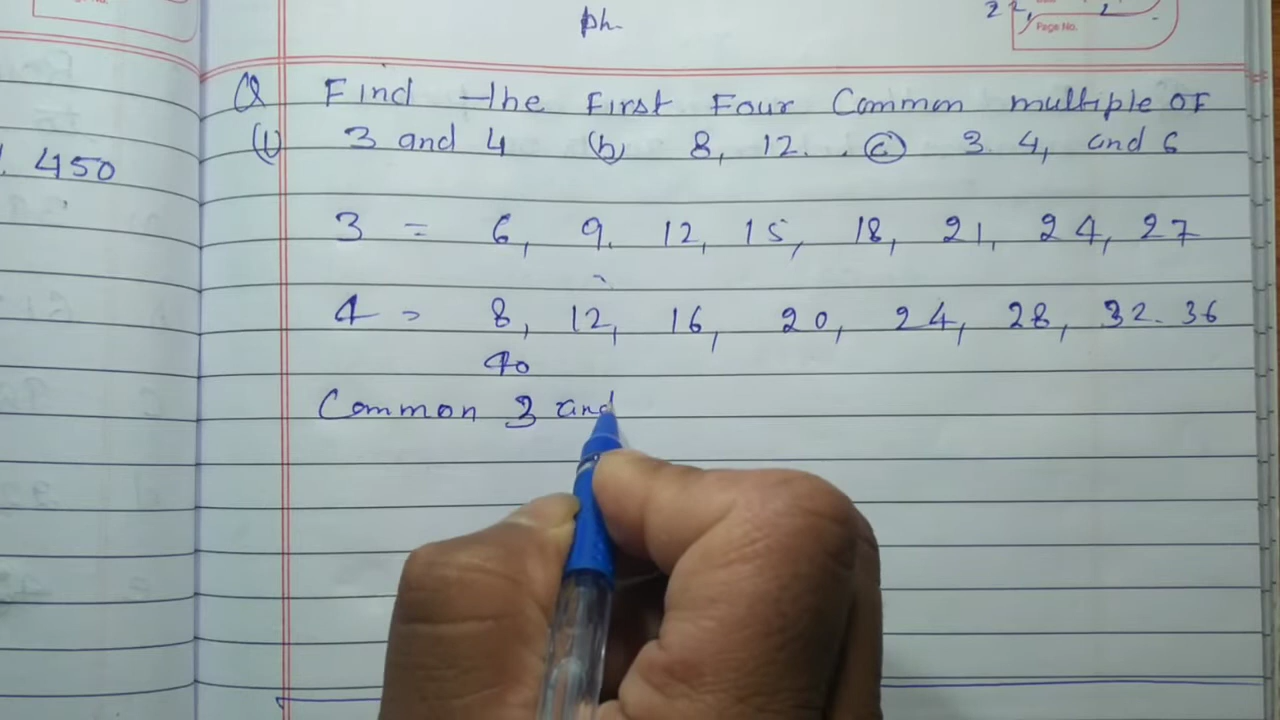 ph.
Page No.
Q Find the First Four Common multiple OF
(1) 3 and 4 (b) 8, 12. . (c) 3. 4, and 6
450
3 = 6, 9. 12, 15, 18, 21, 24, 27
4 = 8, 12, 16, 20, 24, 28, 32. 36
40
Common 3 and